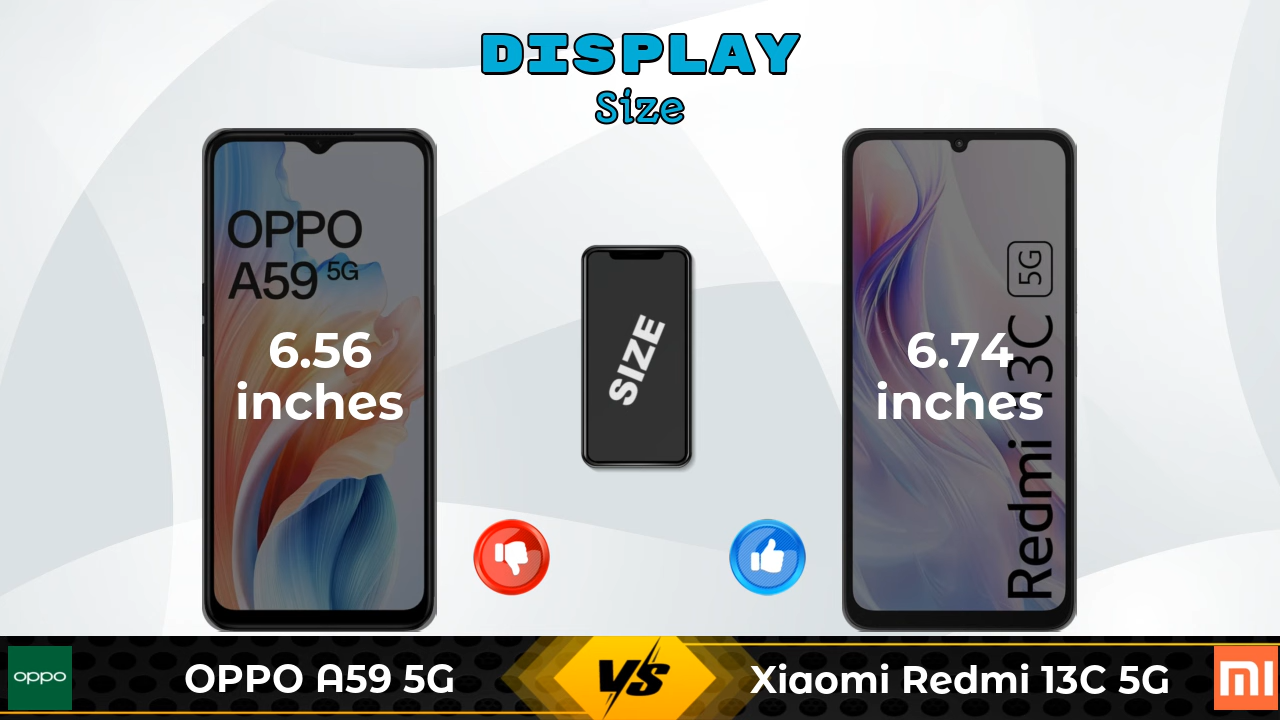 DISPLAY
Size
OPPO
A59 5G
6.56
inches
SIZE
6.74
inches
Redmi 13C 5G
oppo
OPPO A59 5G
VS
Xiaomi Redmi 13C 5G
mi